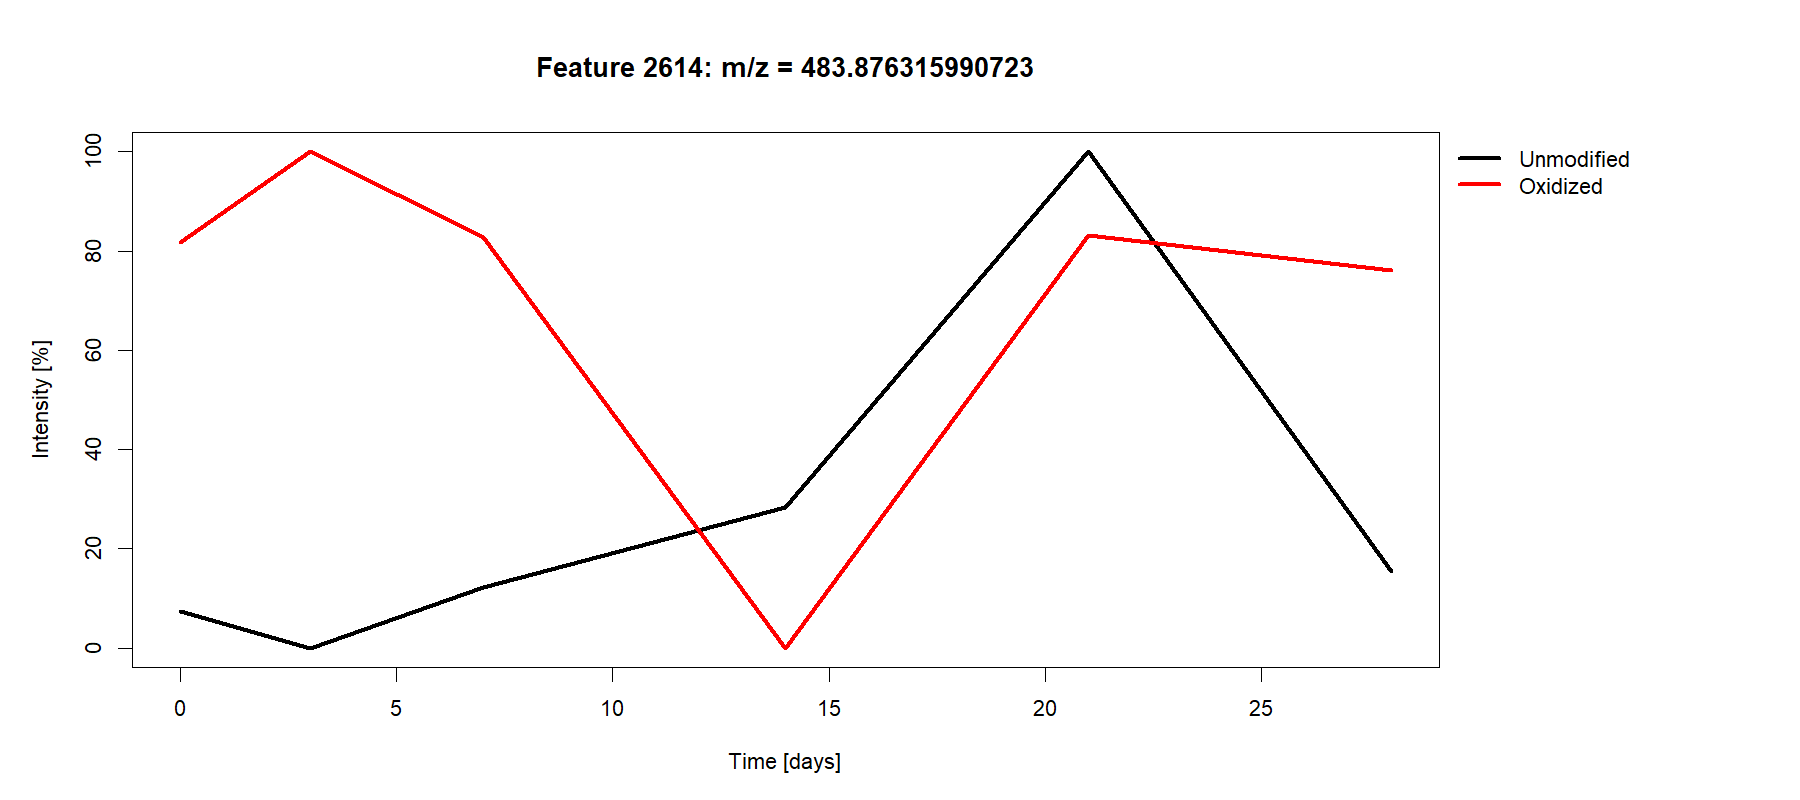 Feature 2614: m/z = 483.876315990723
Unmodified
Oxidized
Intensity [%]
100
80
60
40
20
0
0 5 10 15 20 25
Time [days]